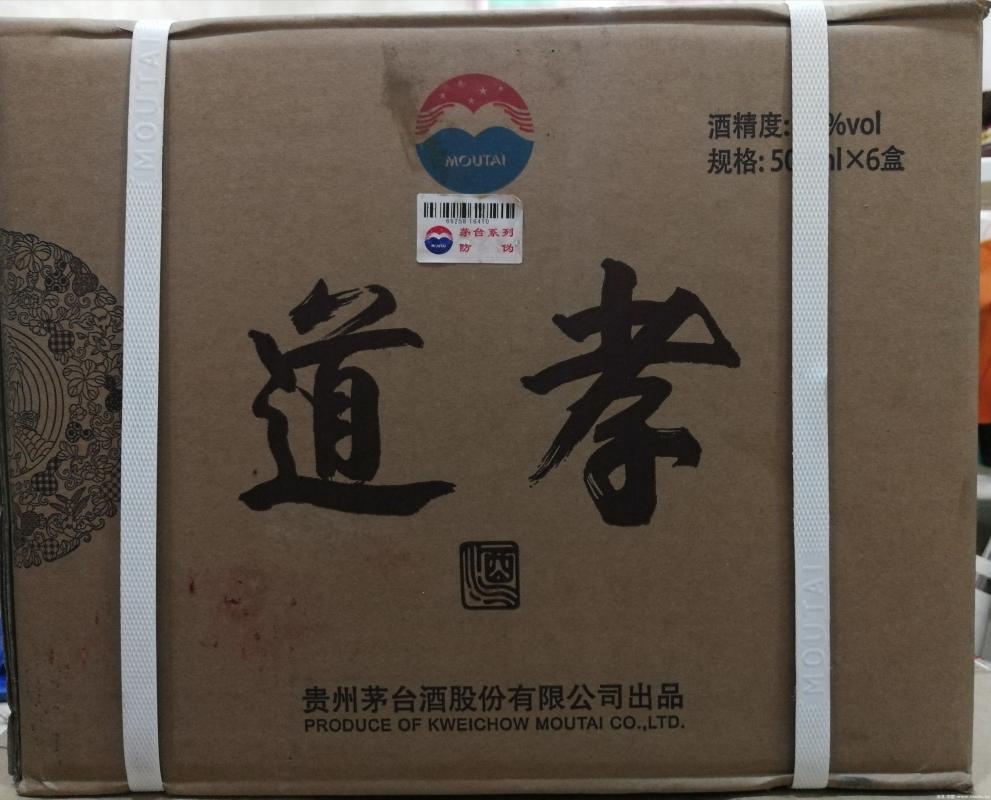 MOUTAI
MOUTAI
酒精度: %vol
规格: 50 ml×6盒
茅台系列
防 伪
道 孝
酒
贵州茅台酒股份有限公司出品
PRODUCE OF KWEICHOW MOUTAI CO.,LTD.
MOUTAI